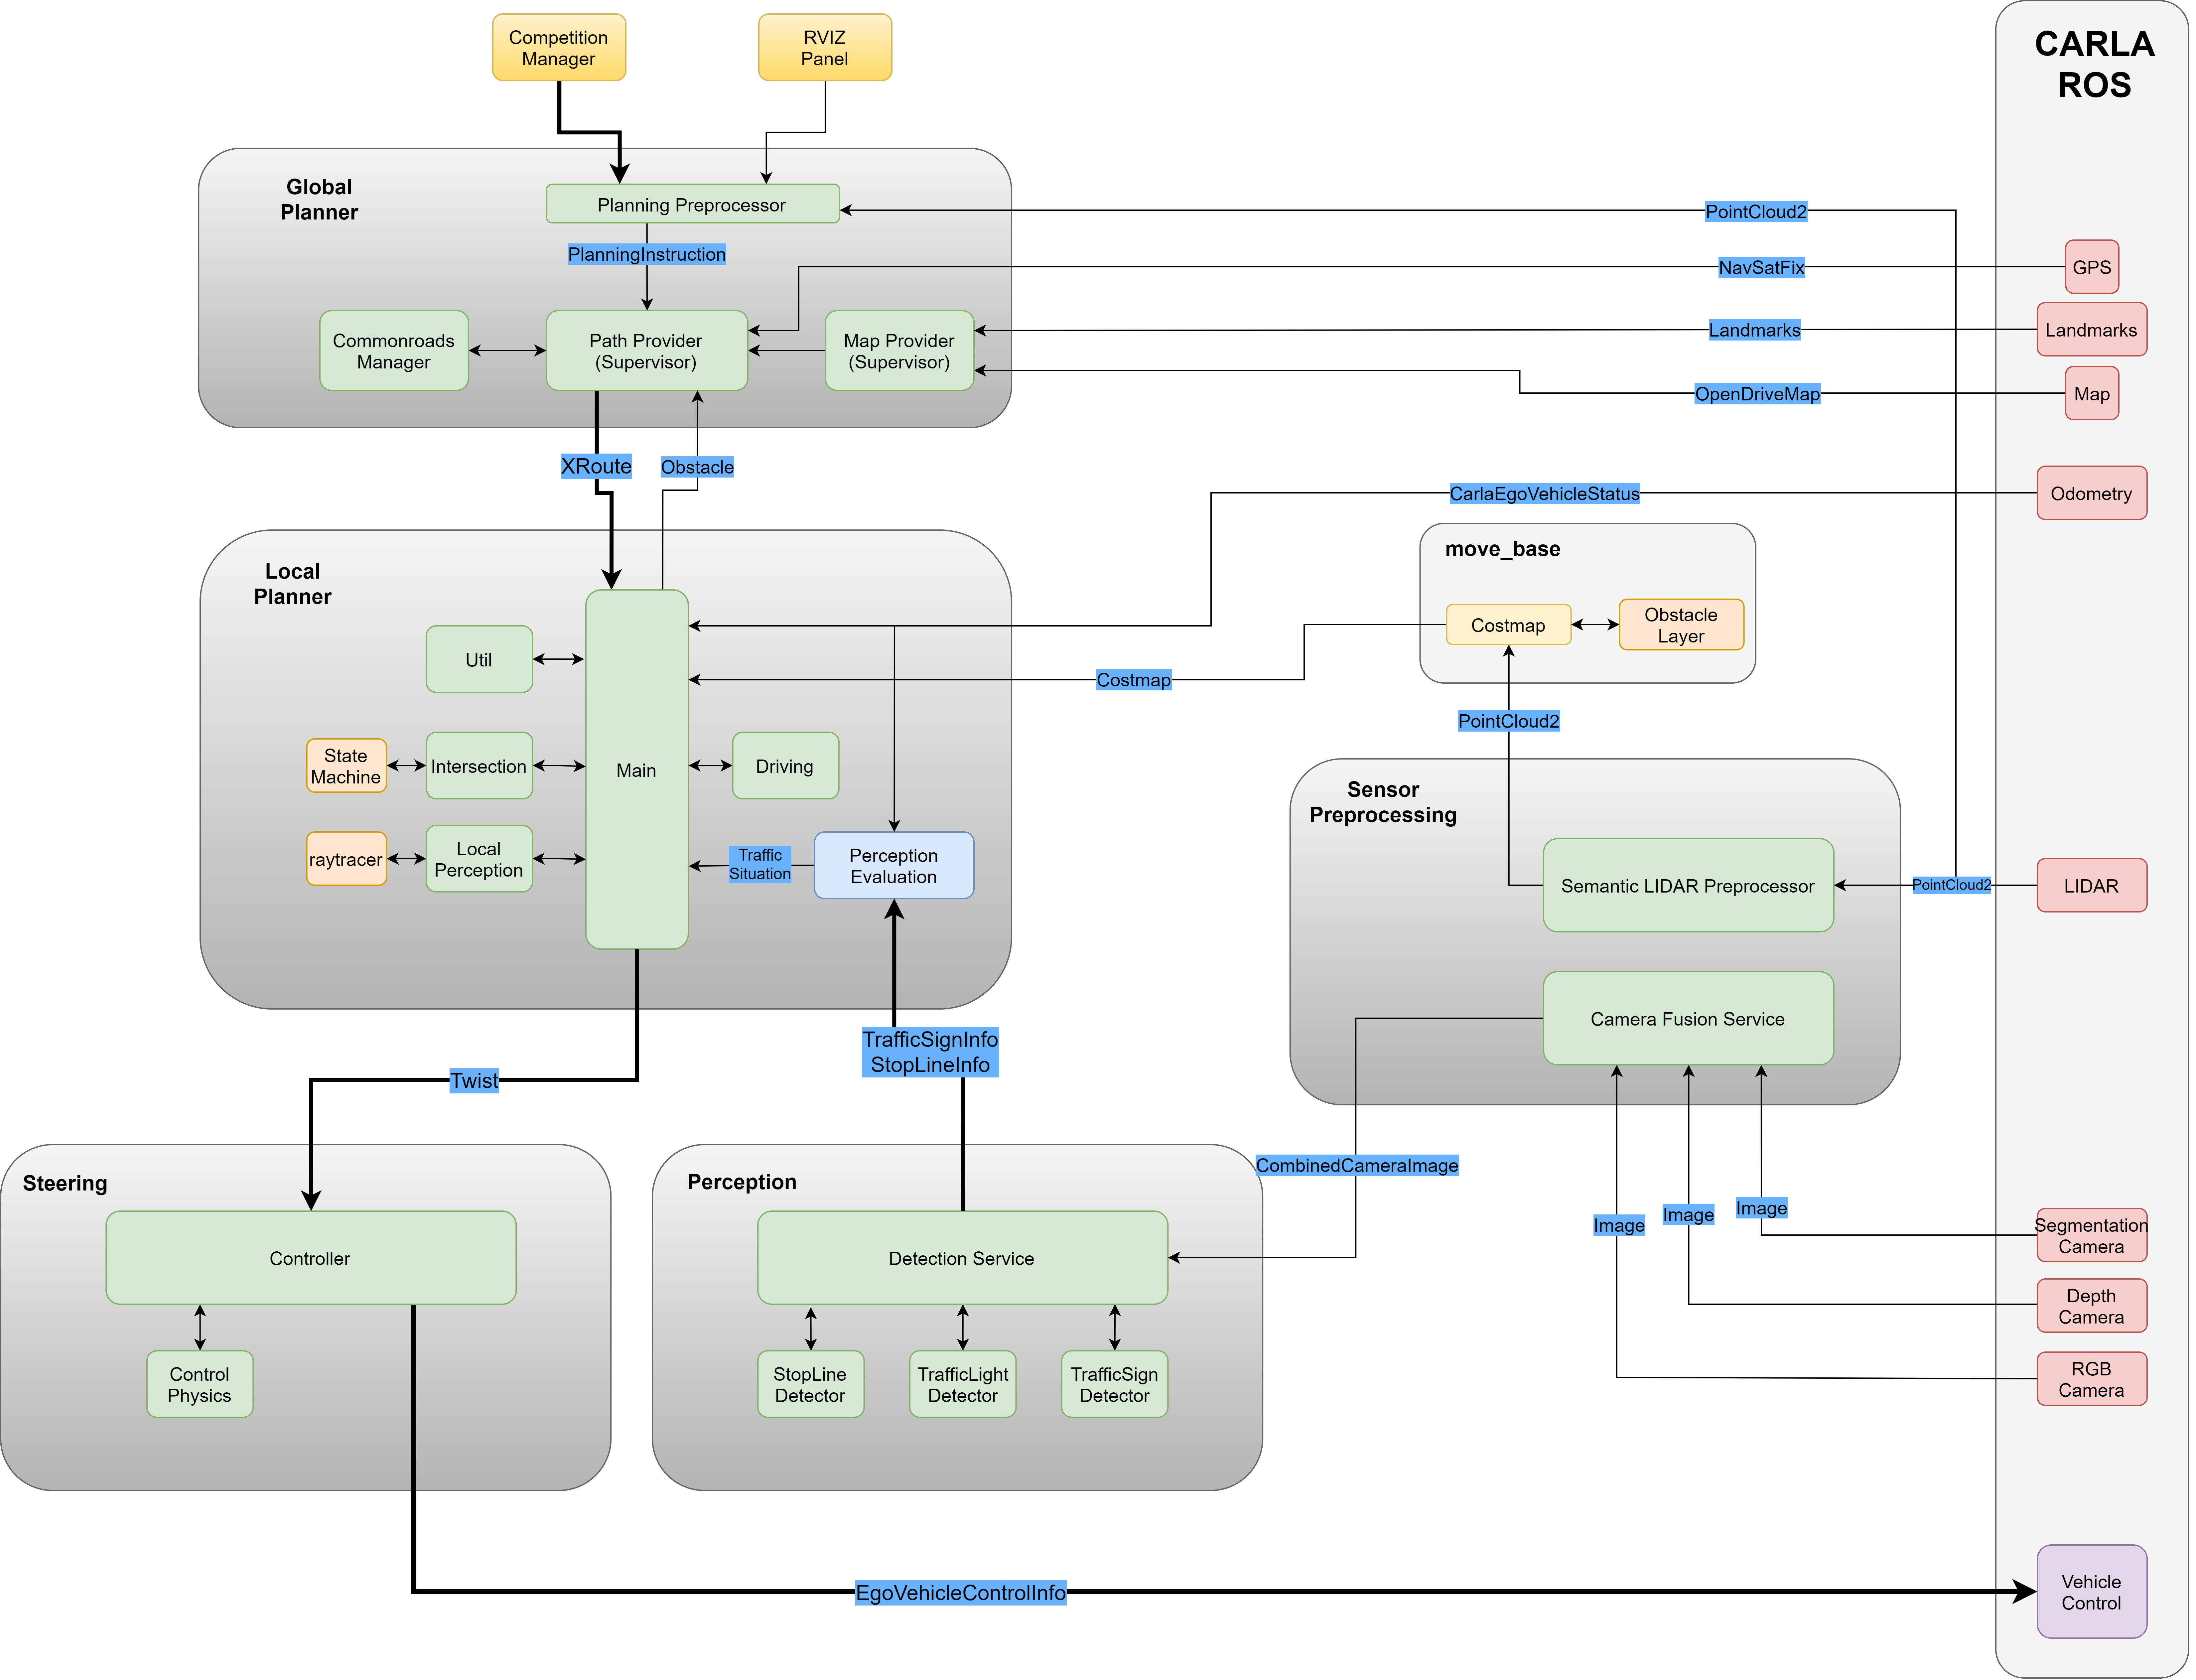 Competition
Manager
RVIZ
Panel
CARLA
ROS
Global
Planner
Planning Preprocessor
PointCloud2
PlanningInstruction
NavSatFix
GPS
Commonroads
Manager
Path Provider
(Supervisor)
Map Provider
(Supervisor)
Landmarks
Landmarks
OpenDriveMap
Map
XRoute
Obstacle
CarlaEgoVehicleStatus
Odometry
move_base
Costmap
Obstacle
Layer
Local
Planner
Util
Costmap
PointCloud2
State
Machine
Intersection
Main
Driving
raytracer
Local
Perception
Traffic
Situation
Perception
Evaluation
Sensor
Preprocessing
Semantic LIDAR Preprocessor
PointCloud2
LIDAR
Camera Fusion Service
TrafficSignInfo
StopLineInfo
Twist
CombinedCameraImage
Image
Image
Image
Segmentation
Camera
Depth
Camera
RGB
Camera
Steering
Controller
Control
Physics
Perception
Detection Service
StopLine
Detector
TrafficLight
Detector
TrafficSign
Detector
EgoVehicleControlInfo
Vehicle
Control